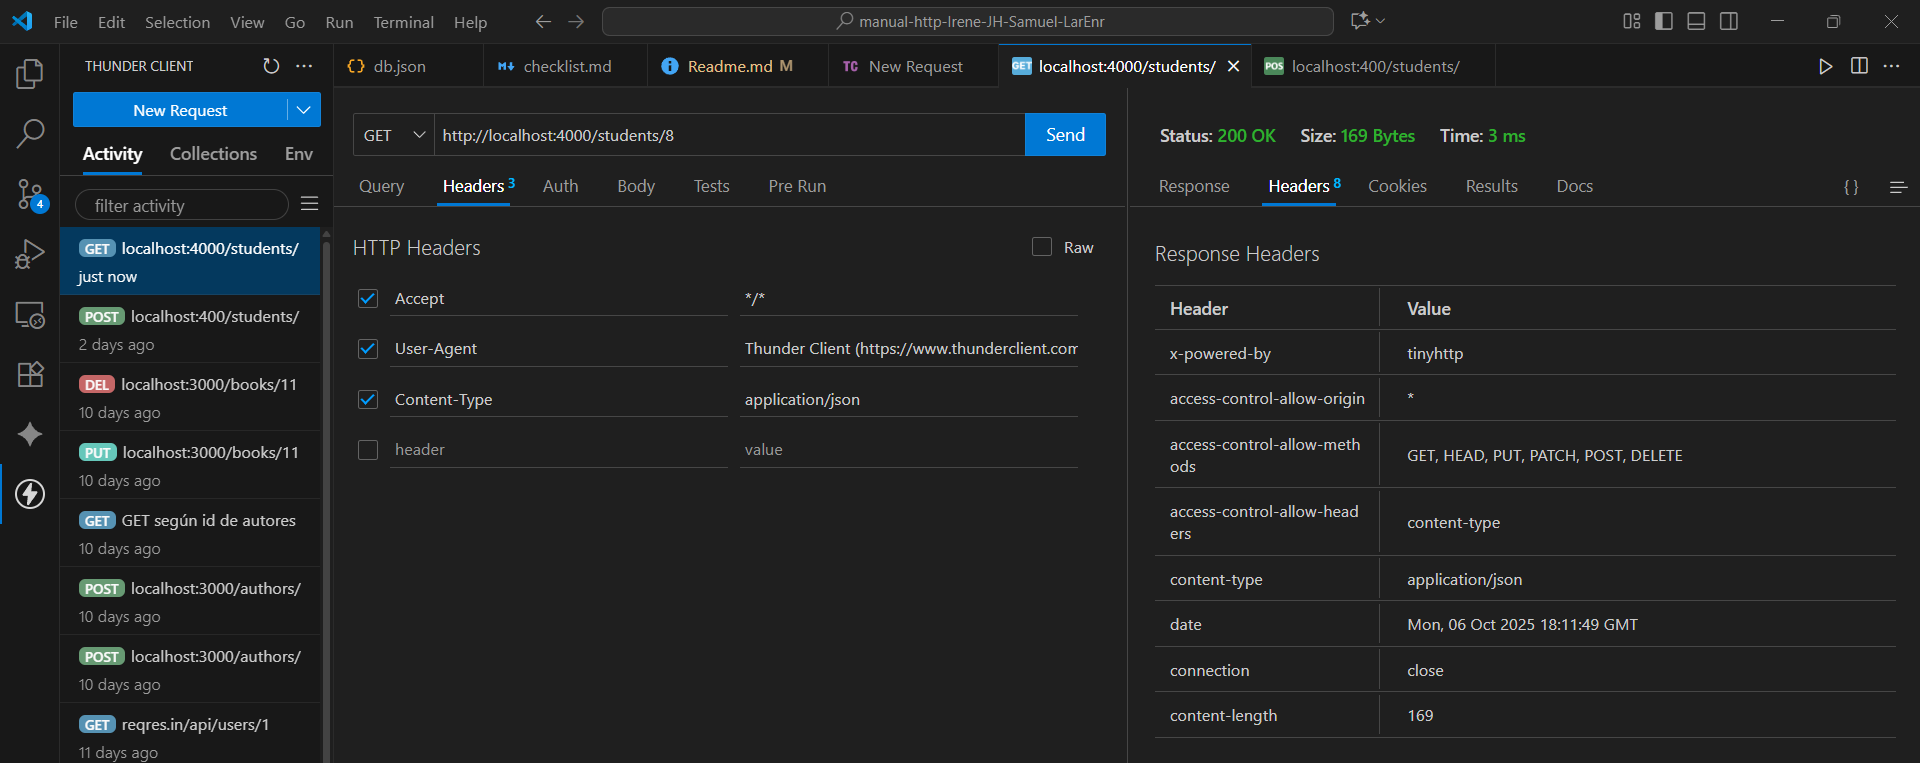 File Edit Selection View Go Run Terminal Help
manual-http-Irene-JH-Samuel-LarEnr
THUNDER CLIENT
db.json
checklist.md
Readme.md M
TC New Request
GET localhost:4000/students/
POS localhost:400/students/
New Request
Activity Collections Env
filter activity
4
GET localhost:4000/students/
just now
POST localhost:400/students/
2 days ago
DEL localhost:3000/books/11
10 days ago
PUT localhost:3000/books/11
10 days ago
GET GET según id de autores
10 days ago
POST localhost:3000/authors/
10 days ago
POST localhost:3000/authors/
10 days ago
GET reqres.in/api/users/1
11 days ago
GET http://localhost:4000/students/8 Send
Query Headers 3 Auth Body Tests Pre Run
HTTP Headers Raw
Accept */*
User-Agent Thunder Client (https://www.thunderclient.com
Content-Type application/json
header value
Status: 200 OK Size: 169 Bytes Time: 3 ms
Response Headers 8 Cookies Results Docs { }
Response Headers
Header Value
x-powered-by tinyhttp
access-control-allow-origin *
access-control-allow-meth
ods
GET, HEAD, PUT, PATCH, POST, DELETE
access-control-allow-head
ers
content-type
content-type application/json
date Mon, 06 Oct 2025 18:11:49 GMT
connection close
content-length 169